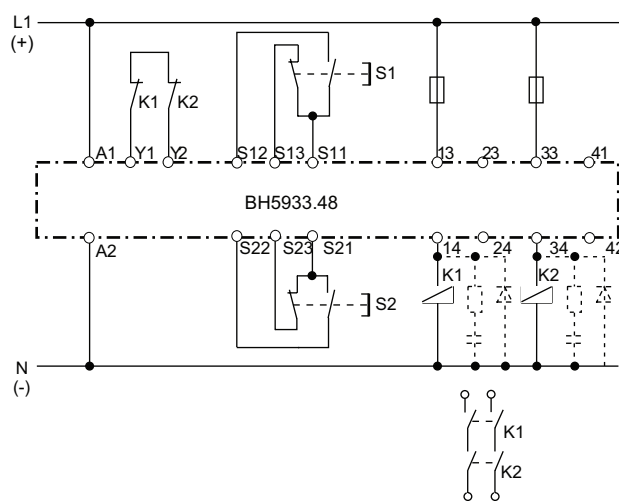 L1
(+)
K1 K2
S1
A1 Y1 Y2 S12 S13 S11 13 23 33 41
BH5933.48
A2 S22 S23 S21 14 24 34 42
K1 K2
S2
N
(-)
K1
K2